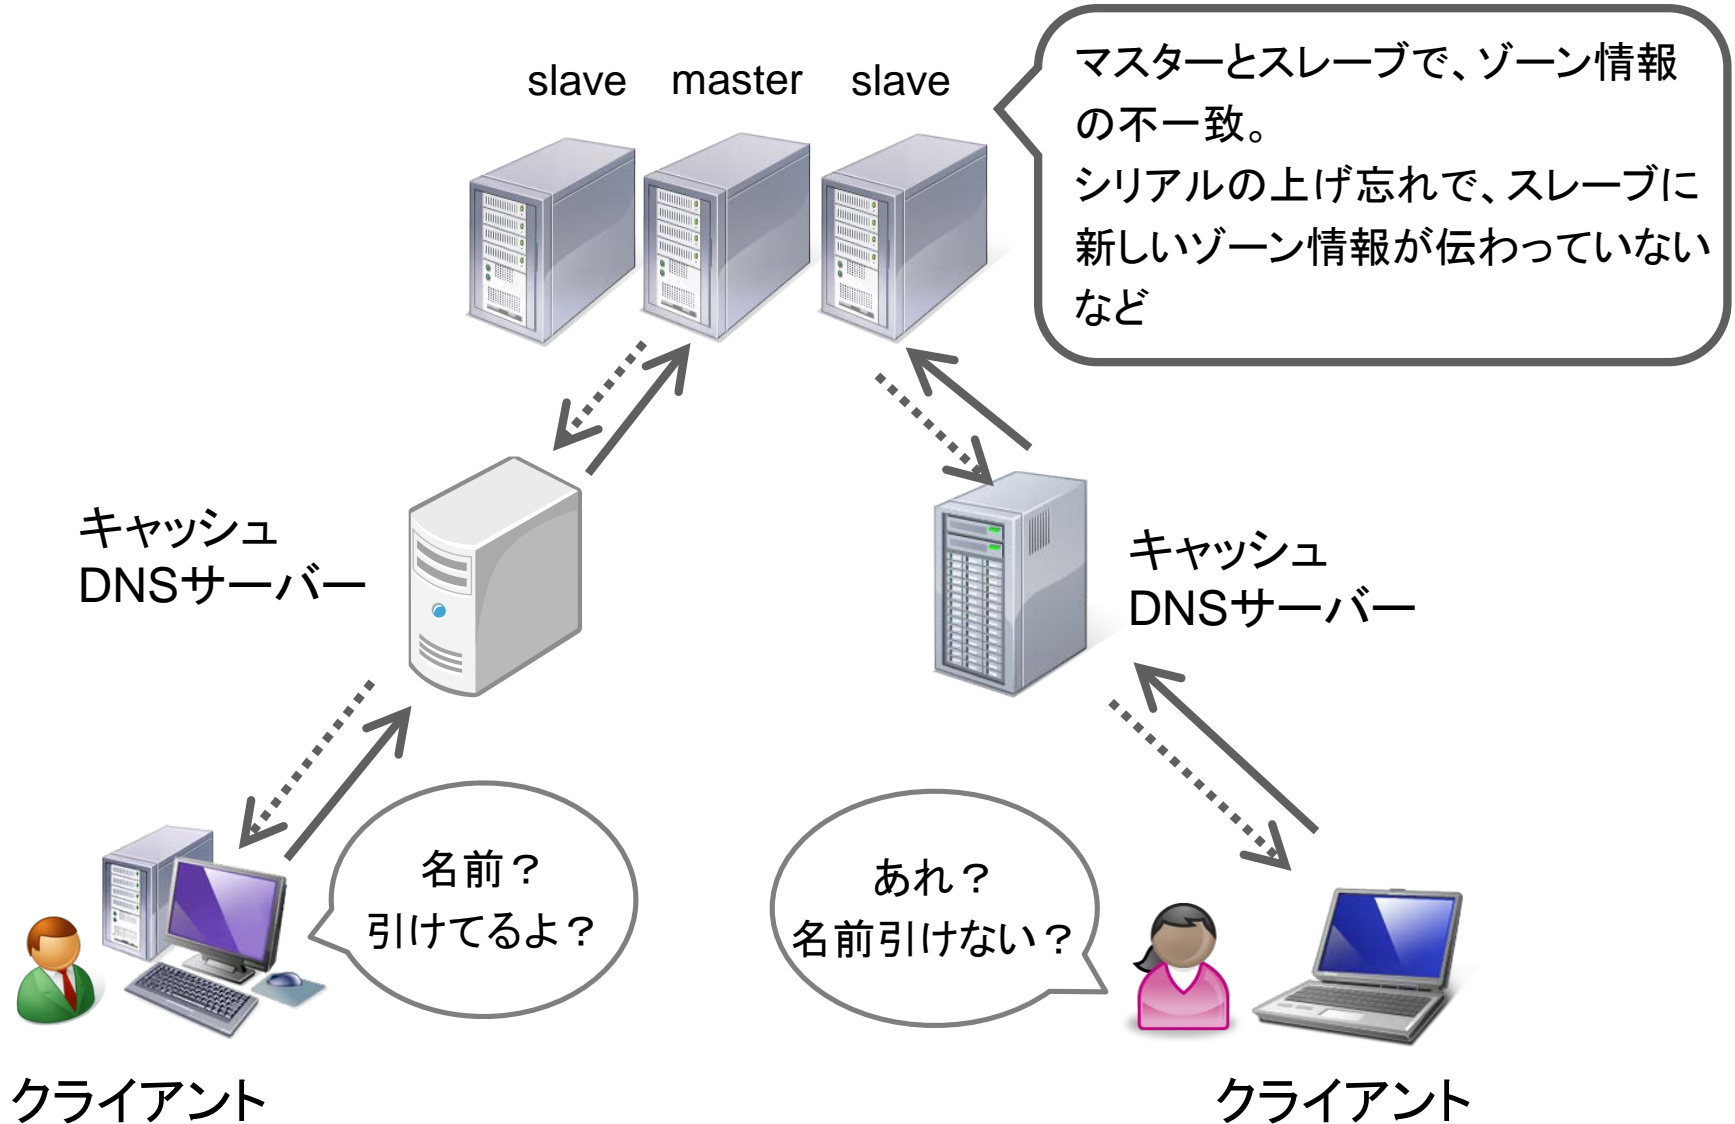 slave master slave
マスターとスレーブで、ゾーン情報
の不一致。
シリアルの上げ忘れで、スレーブに
新しいゾーン情報が伝わっていない
など
キャッシュ
DNSサーバー
キャッシュ
DNSサーバー
名前？
引けてるよ？
あれ？
名前引けない？
クライアント
クライアント